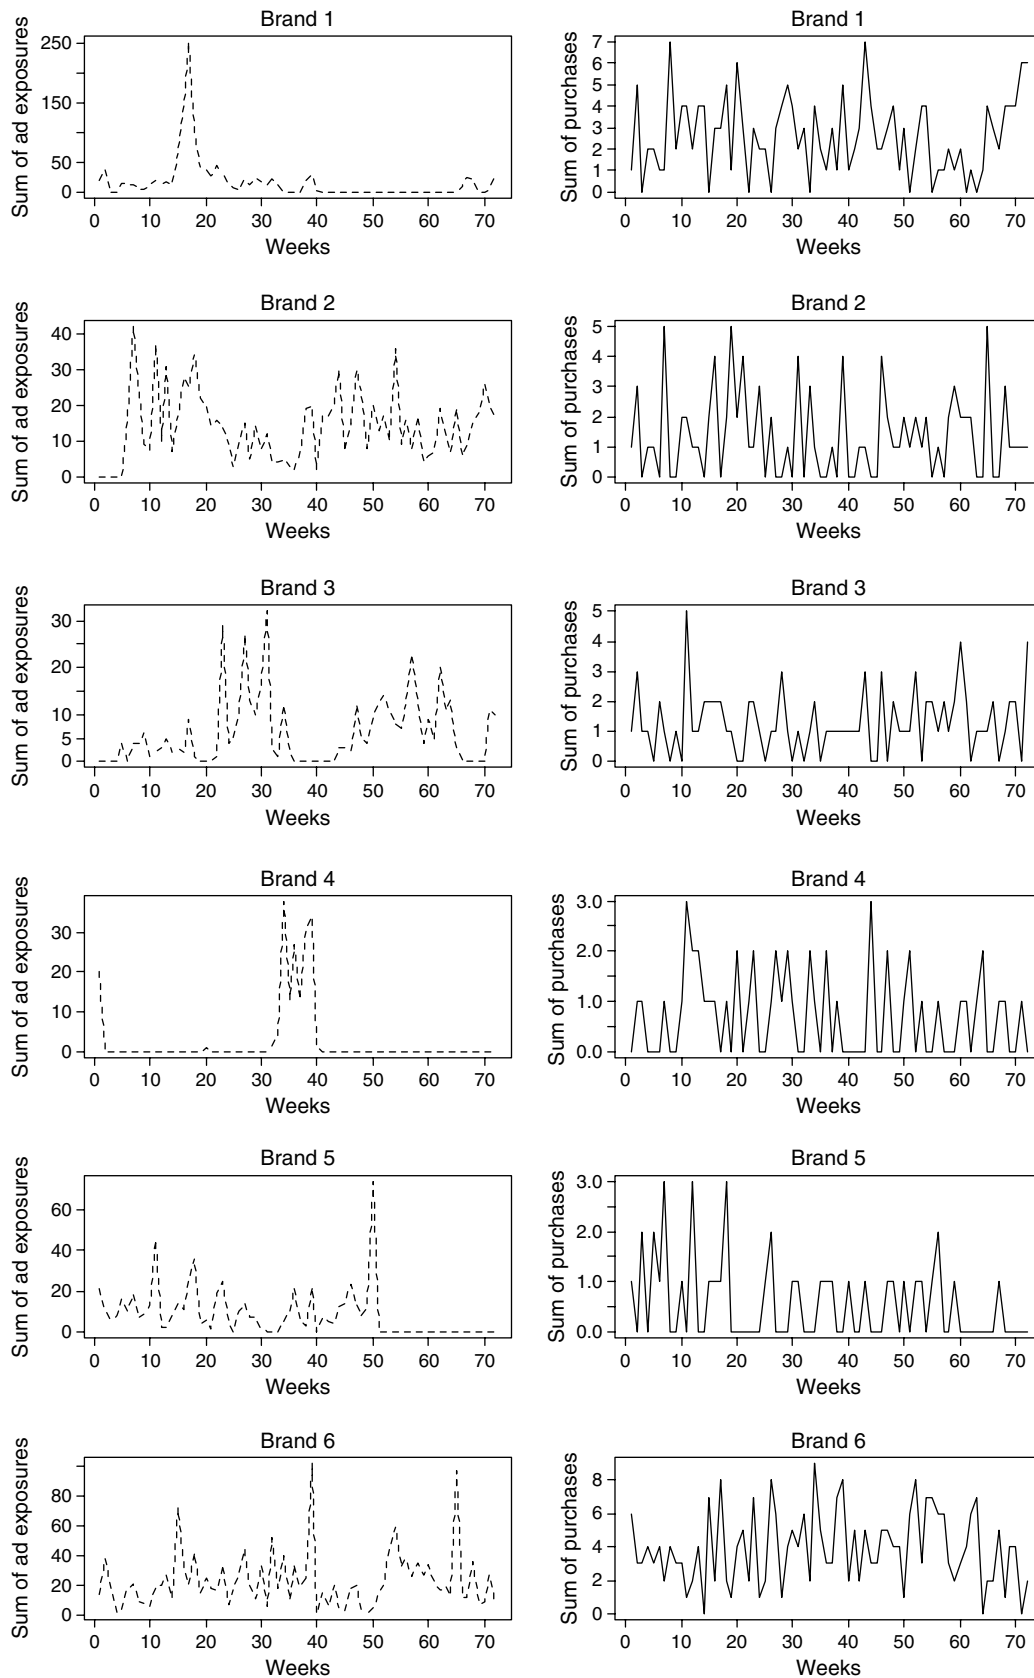 Brand 1 Brand 1
Sum of ad exposures
250
150
50
0
0 10 20 30 40 50 60 70
Weeks
Sum of purchases
7
6
5
4
3
2
1
0
0 10 20 30 40 50 60 70
Weeks
Brand 2 Brand 2
Sum of ad exposures
40
30
20
10
0
0 10 20 30 40 50 60 70
Weeks
Sum of purchases
5
4
3
2
1
0
0 10 20 30 40 50 60 70
Weeks
Brand 3 Brand 3
Sum of ad exposures
30
20
10
5
0
0 10 20 30 40 50 60 70
Weeks
Sum of purchases
5
4
3
2
1
0
0 10 20 30 40 50 60 70
Weeks
Brand 4 Brand 4
Sum of ad exposures
30
20
10
0
0 10 20 30 40 50 60 70
Weeks
Sum of purchases
3.0
2.0
1.0
0.0
0 10 20 30 40 50 60 70
Weeks
Brand 5 Brand 5
Sum of ad exposures
60
40
20
0
0 10 20 30 40 50 60 70
Weeks
Sum of purchases
3.0
2.0
1.0
0.0
0 10 20 30 40 50 60 70
Weeks
Brand 6 Brand 6
Sum of ad exposures
80
60
40
20
0
0 10 20 30 40 50 60 70
Weeks
Sum of purchases
8
6
4
2
0
0 10 20 30 40 50 60 70
Weeks